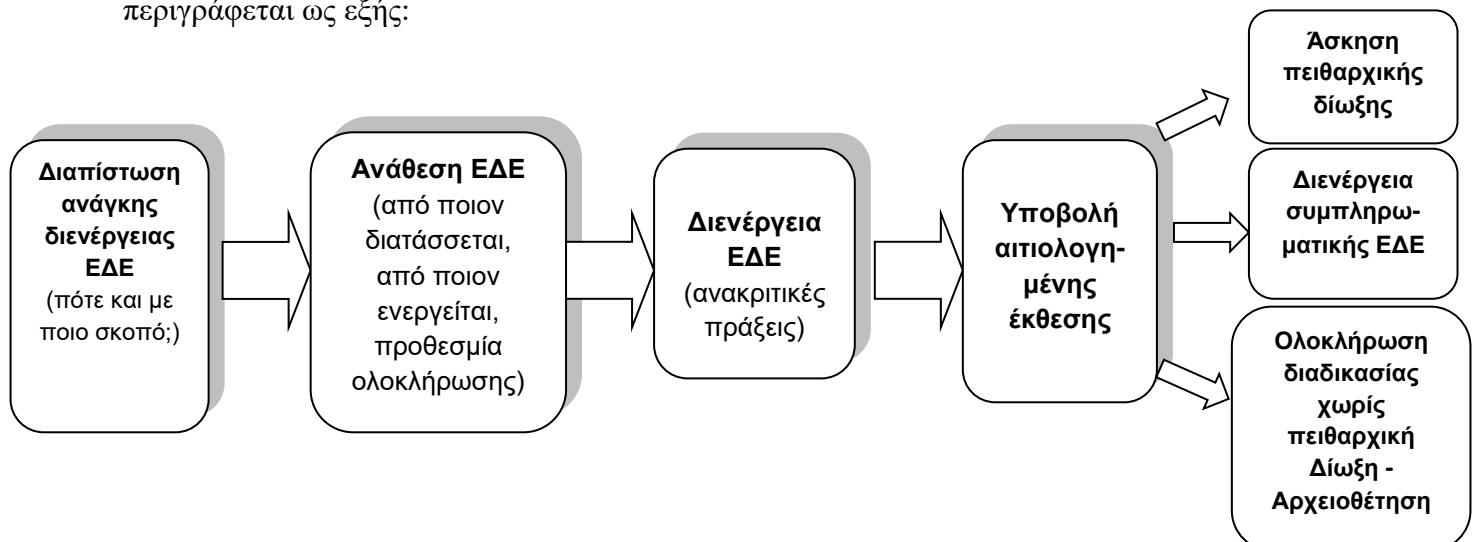 περιγράφεται ως εξής:
Διαπίστωση
ανάγκης
διενέργειας
ΕΔΕ
(πότε και με
ποιο σκοπό;)
Ανάθεση ΕΔΕ
(από ποιον
διατάσσεται,
από ποιον
ενεργείται,
προθεσμία
ολοκλήρωσης)
Διενέργεια
ΕΔΕ
(ανακριτικές
πράξεις)
Υποβολή
αιτιολογη-
μένης
έκθεσης
Άσκηση
πειθαρχικής
δίωξης
Διενέργεια
συμπληρω-
ματικής ΕΔΕ
Ολοκλήρωση
διαδικασίας
χωρίς
πειθαρχική
Δίωξη -
Αρχειοθέτηση